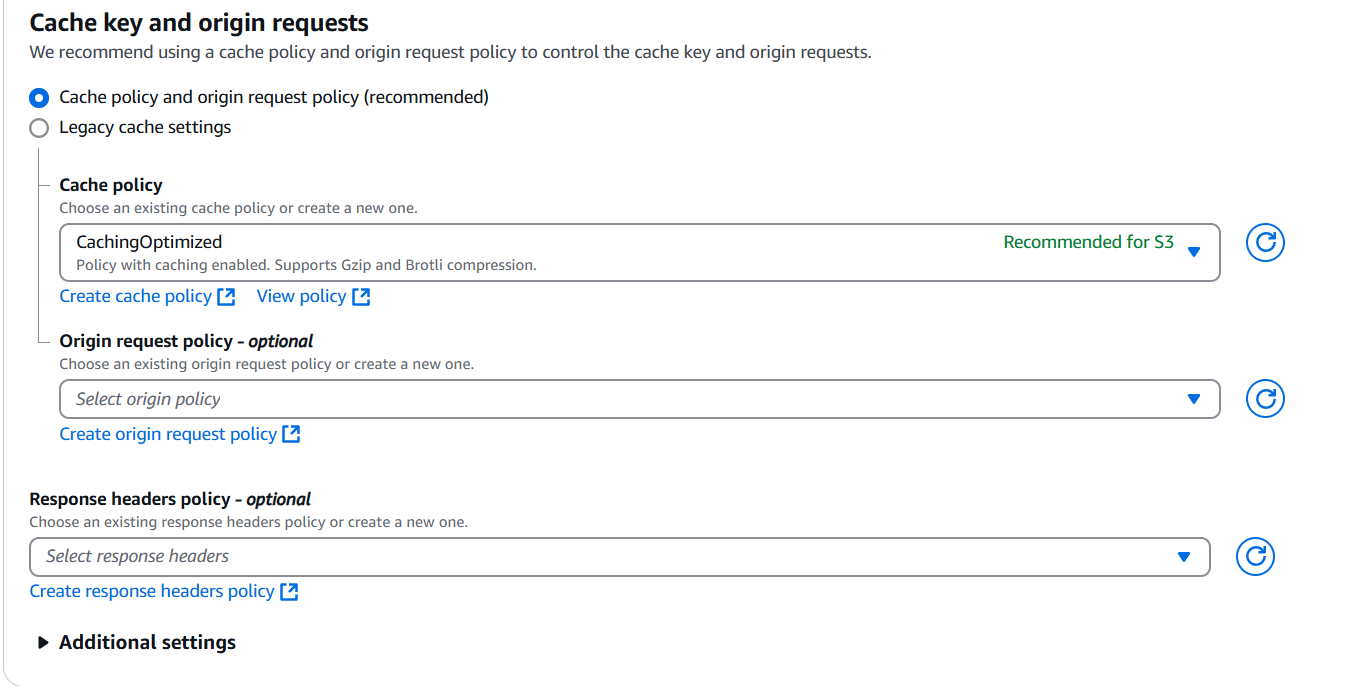 Cache key and origin requests
We recommend using a cache policy and origin request policy to control the cache key and origin requests.
Cache policy and origin request policy (recommended)
Legacy cache settings
Cache policy
Choose an existing cache policy or create a new one.
CachingOptimized
Recommended for S3
Policy with caching enabled. Supports Gzip and Brotli compression.
Create cache policy View policy
Origin request policy - optional
Choose an existing origin request policy or create a new one.
Select origin policy
Create origin request policy
Response headers policy - optional
Choose an existing response headers policy or create a new one.
Select response headers
Create response headers policy
Additional settings